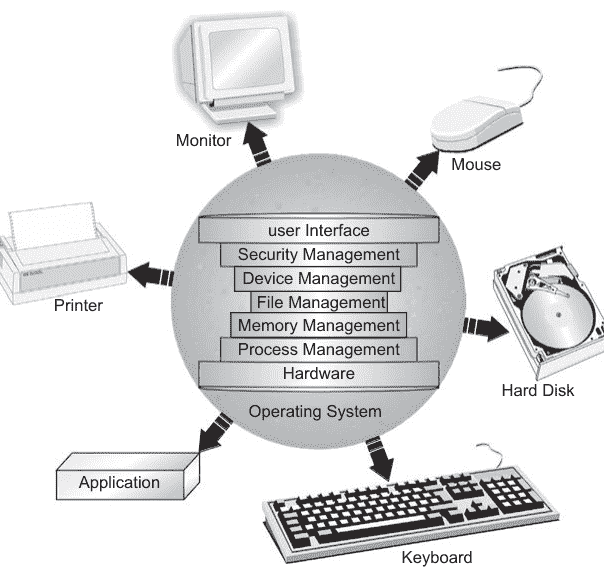 Monitor
Mouse
user Interface
Security Management
Device Management
File Management
Memory Management
Process Management
Hardware
Operating System
Printer
Hard Disk
Application
Keyboard